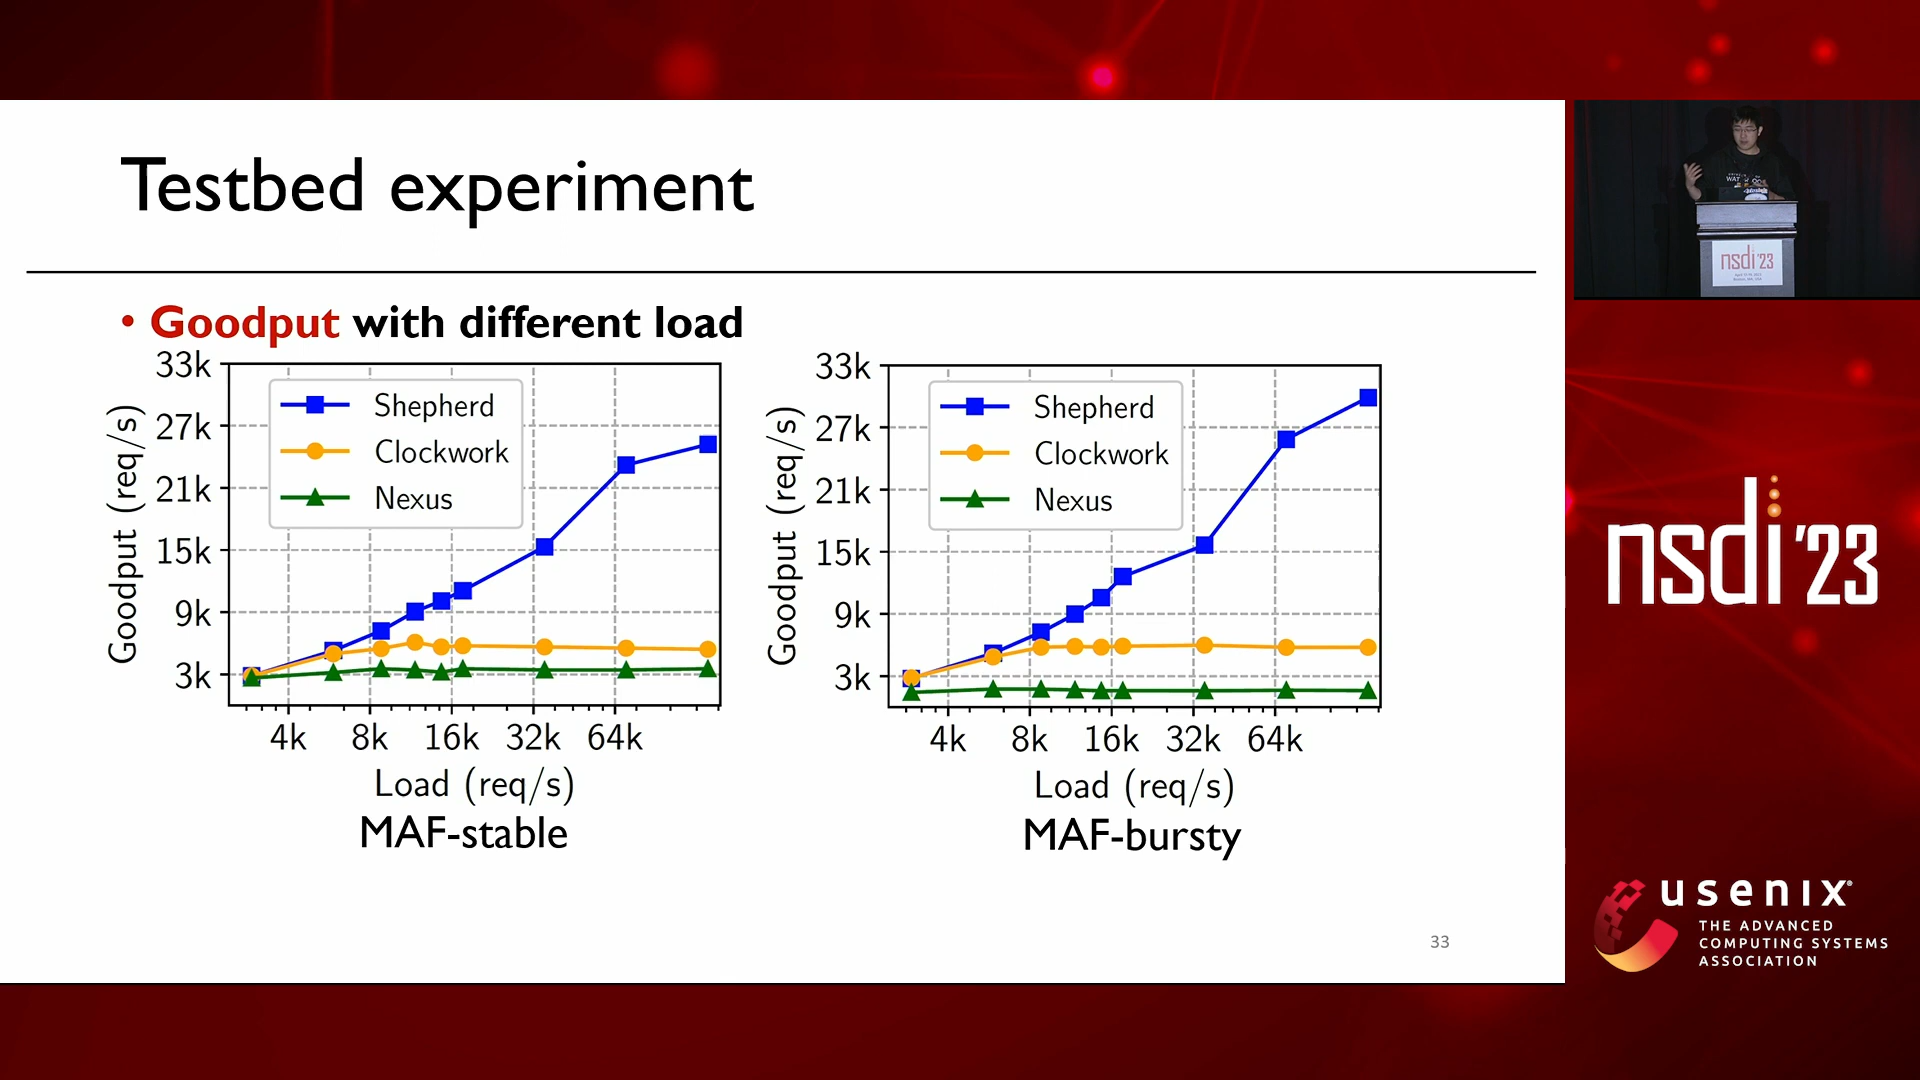 Testbed experiment
• Goodput with different load
33k
27k
21k
15k
9k
3k
Goodput (req/s)
Shepherd
Clockwork
Nexus
4k 8k 16k 32k 64k
Load (req/s)
MAF-stable
33k
27k
21k
15k
9k
3k
Goodput (req/s)
Shepherd
Clockwork
Nexus
4k 8k 16k 32k 64k
Load (req/s)
MAF-bursty
33
nsdi'23
nsdi'23
usenix®
THE ADVANCED
COMPUTING SYSTEMS
ASSOCIATION